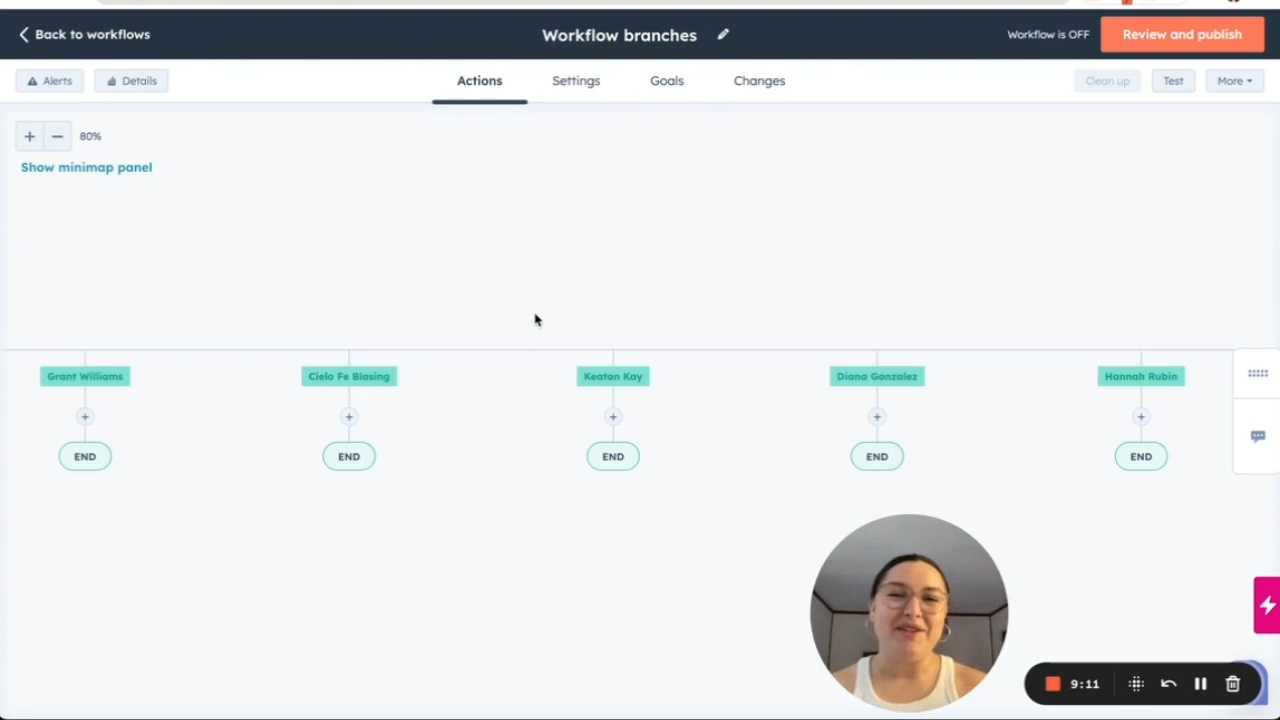 Back to workflows
Workflow branches
Workflow is OFF
Review and publish
Alerts
Details
Actions
Settings
Goals
Changes
Clean up
Test
More
+ − 80%
Show minimap panel
Grant Williams
Cielo Fe Blasing
Keaton Kay
Diana Gonzalez
Hannah Rubin
+ + + + +
END
END
END
END
END
9:11